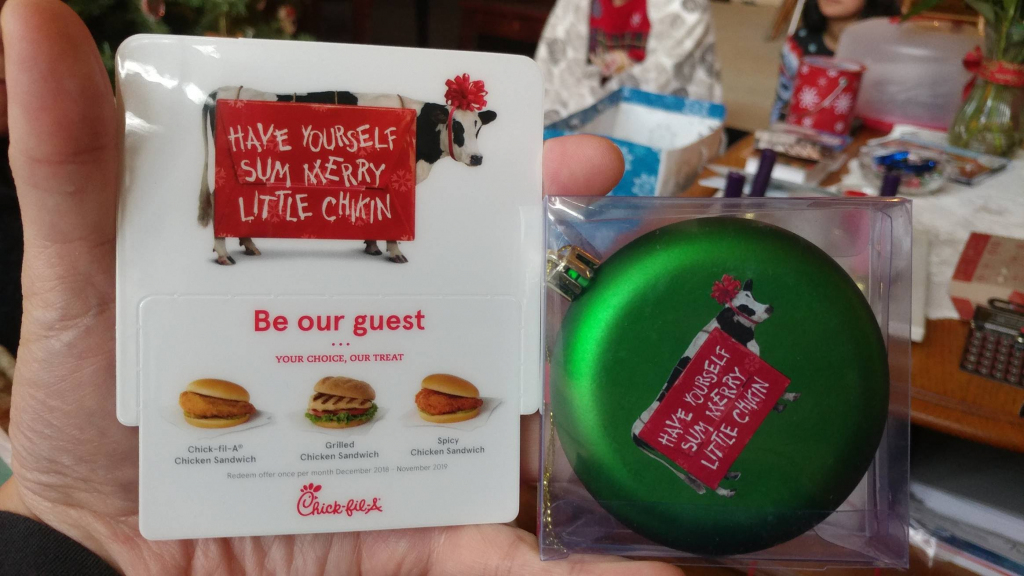 HAVE YOURSELF
SUM MERRY
LITTLE CHIKIN
Be our guest
YOUR CHOICE, OUR TREAT
Chick-fil-A®
Chicken Sandwich
Grilled
Chicken Sandwich
Spicy
Chicken Sandwich
Redeem offer once per month December 2018 - November 2019
Chick-fil-A
HAVE YOURSELF
SUM MERRY
LITTLE CHIKIN